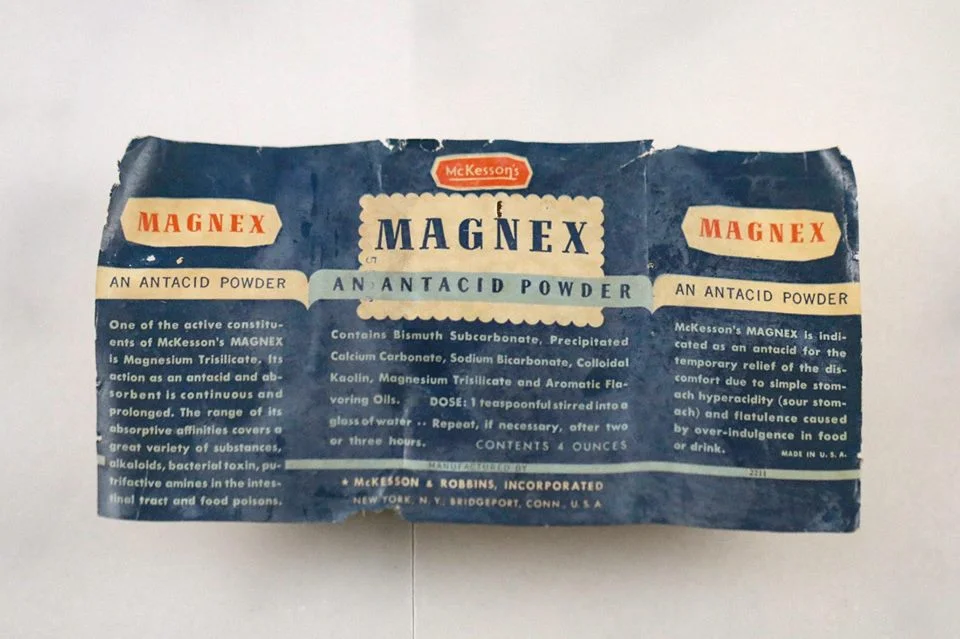 MAGNEX
AN ANTACID POWDER
One of the active constitu-
ents of McKesson's MAGNEX
is Magnesium Trisilicate. Its
action as an antacid and ab-
sorbent is continuous and
prolonged. The range of its
absorptive affinities covers a
great variety of substances,
alkaloids, bacterial toxin, pu-
trifactive amines in the intes-
tinal tract and food poisons.
McKesson's
MAGNEX
AN ANTACID POWDER
Contains Bismuth Subcarbonate, Precipitated
Calcium Carbonate, Sodium Bicarbonate, Colloidal
Kaolin, Magnesium Trisilicate and Aromatic Fla-
voring Oils. DOSE: 1 teaspoonful stirred into a
glass of water ·· Repeat, if necessary, after two
or three hours. CONTENTS 4 OUNCES
MANUFACTURED BY
★ McKESSON & ROBBINS, INCORPORATED
NEW YORK, N. Y. BRIDGEPORT, CONN., U. S. A
MAGNEX
AN ANTACID POWDER
McKesson's MAGNEX is indi-
cated as an antacid for the
temporary relief of the dis-
comfort due to simple stom-
ach hyperacidity (sour stom-
ach) and flatulence caused
by over-indulgence in food
or drink. MADE IN U. S. A.
2211